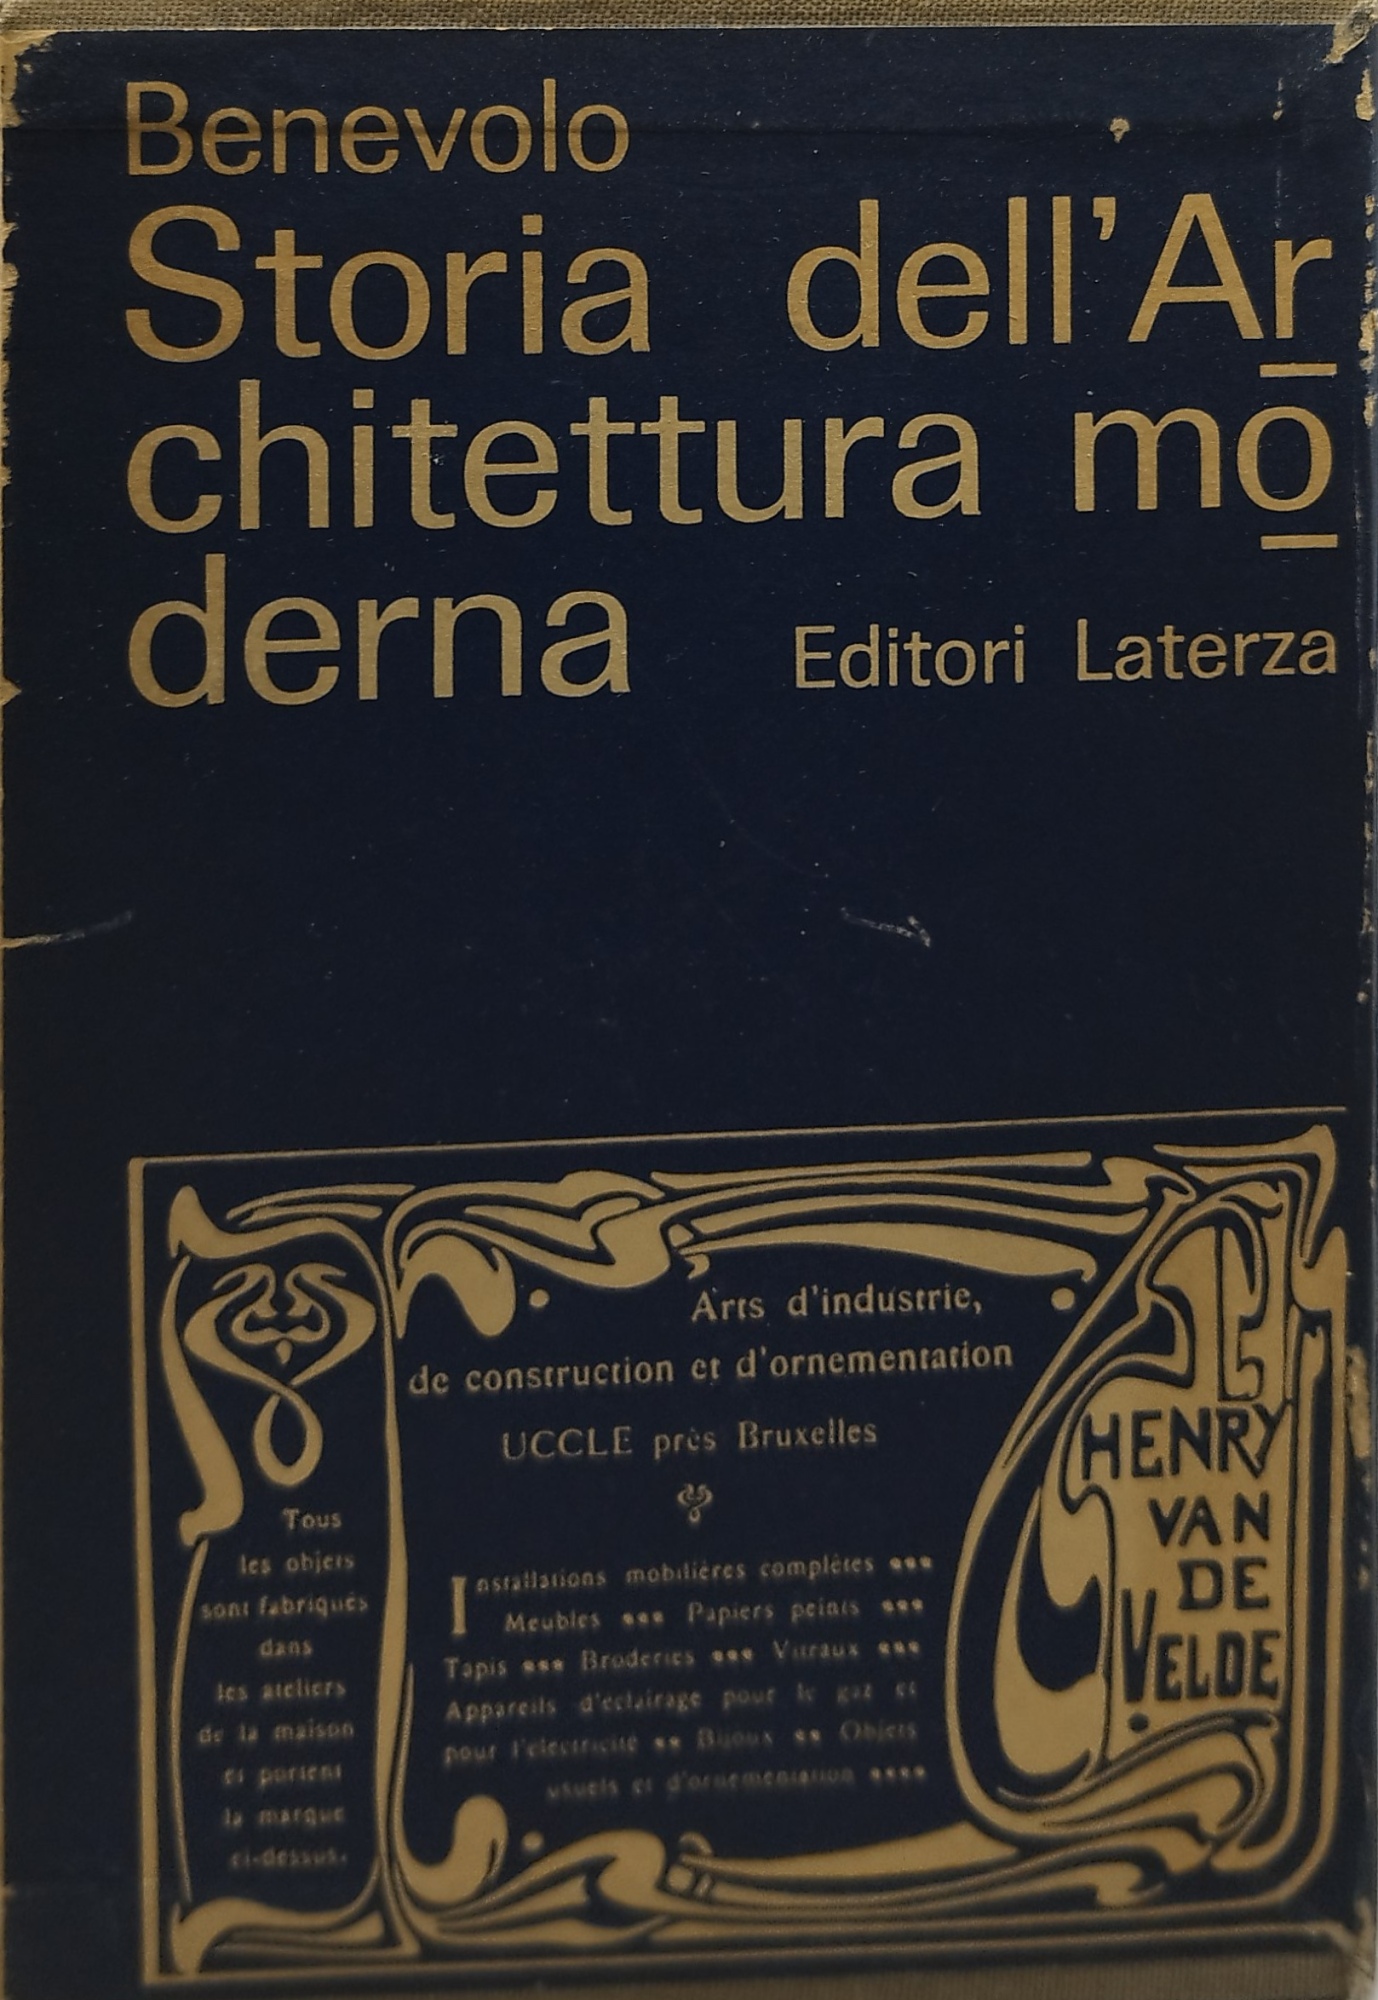 Benevolo
Storia dell'Ar
chitettura mo
derna
Editori Laterza
Arts d'industrie,
de construction et d'ornementation
UCCLE près Bruxelles
Tous
les objets
sont fabriqués
dans
les ateliers
de la maison
et portent
la marque
ci-dessus.
Installations mobilières complètes
Meubles Papiers peints
Tapis Broderies Vitraux
Appareils d'éclairage pour le gaz et
pour l'électricité Bijoux Objets
usuels et d'ornementation
HENRY
VAN
DE
VELDE